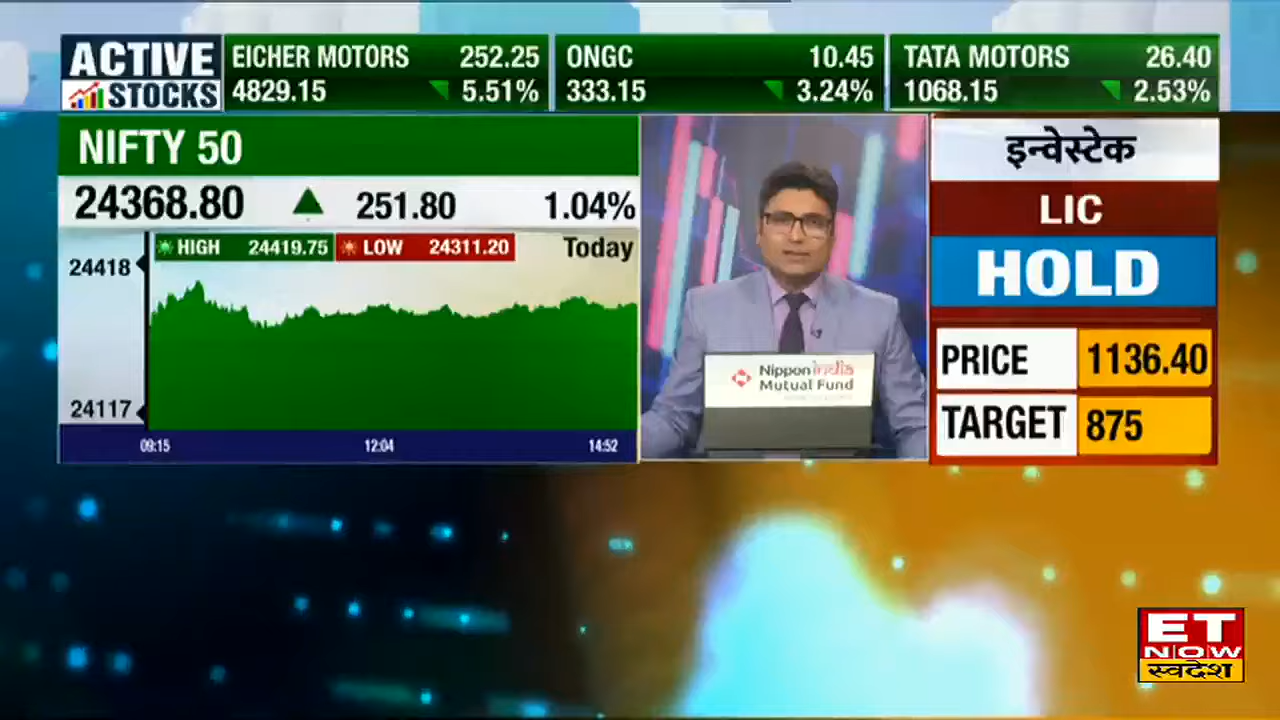 ACTIVE STOCKS
EICHER MOTORS 252.25
4829.15 5.51%
ONGC 10.45
333.15 3.24%
TATA MOTORS 26.40
1068.15 2.53%
NIFTY 50
24368.80 251.80 1.04%
HIGH 24419.75 LOW 24311.20 Today
24418
24117
09:15 12:04 14:52
Nippon india
Mutual Fund
इन्वेस्टेक
LIC
HOLD
PRICE 1136.40
TARGET 875
ET
NOW
स्वदेश